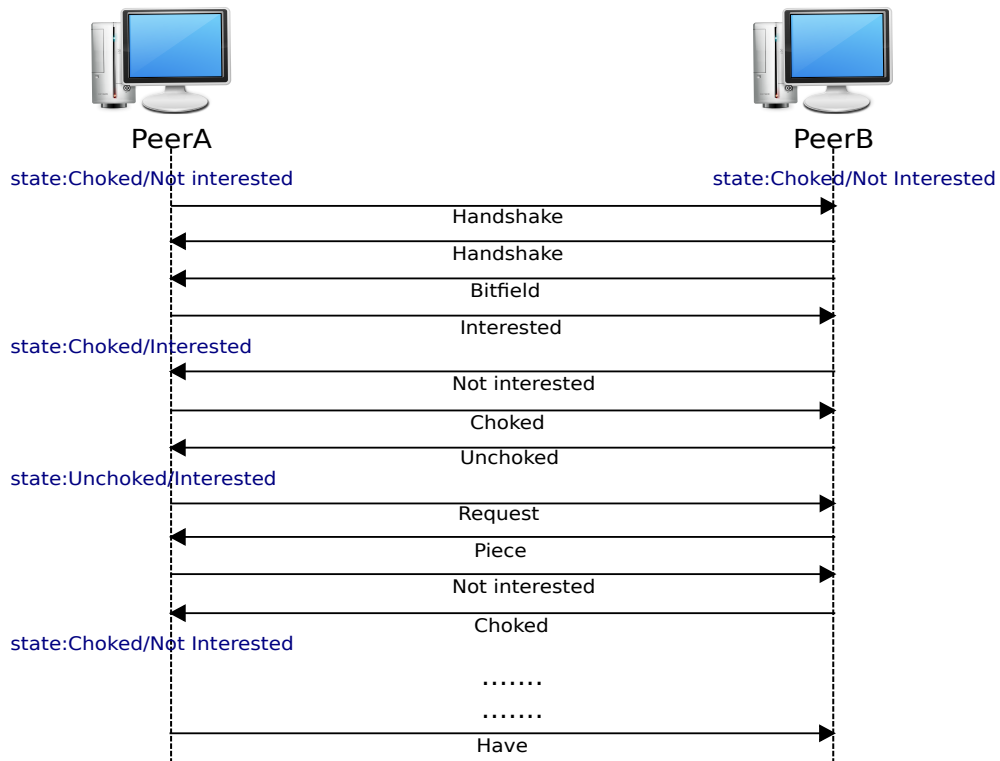 PeerA
PeerB
state:Choked/Not interested
state:Choked/Not Interested
Handshake
Handshake
Bitfield
Interested
state:Choked/Interested
Not interested
Choked
Unchoked
state:Unchoked/Interested
Request
Piece
Not interested
Choked
state:Choked/Not Interested
.......
.......
Have